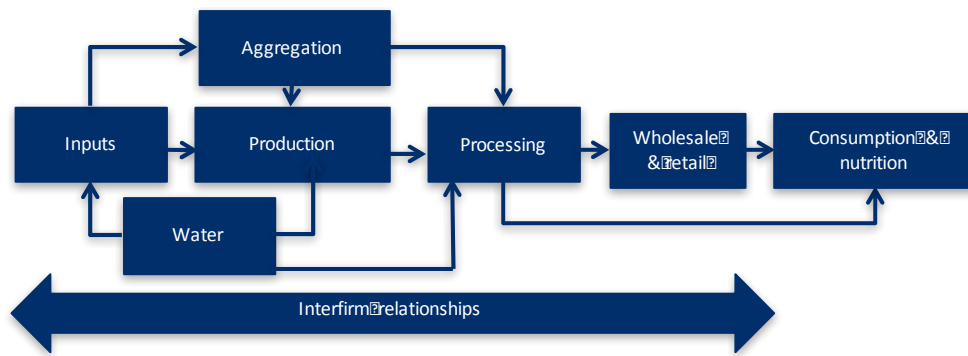 Aggregation
Inputs
Production
Processing
Wholesale⍰
&⍰retail⍰
Consumption⍰&⍰
nutrition
Water
Interfirm⍰relationships